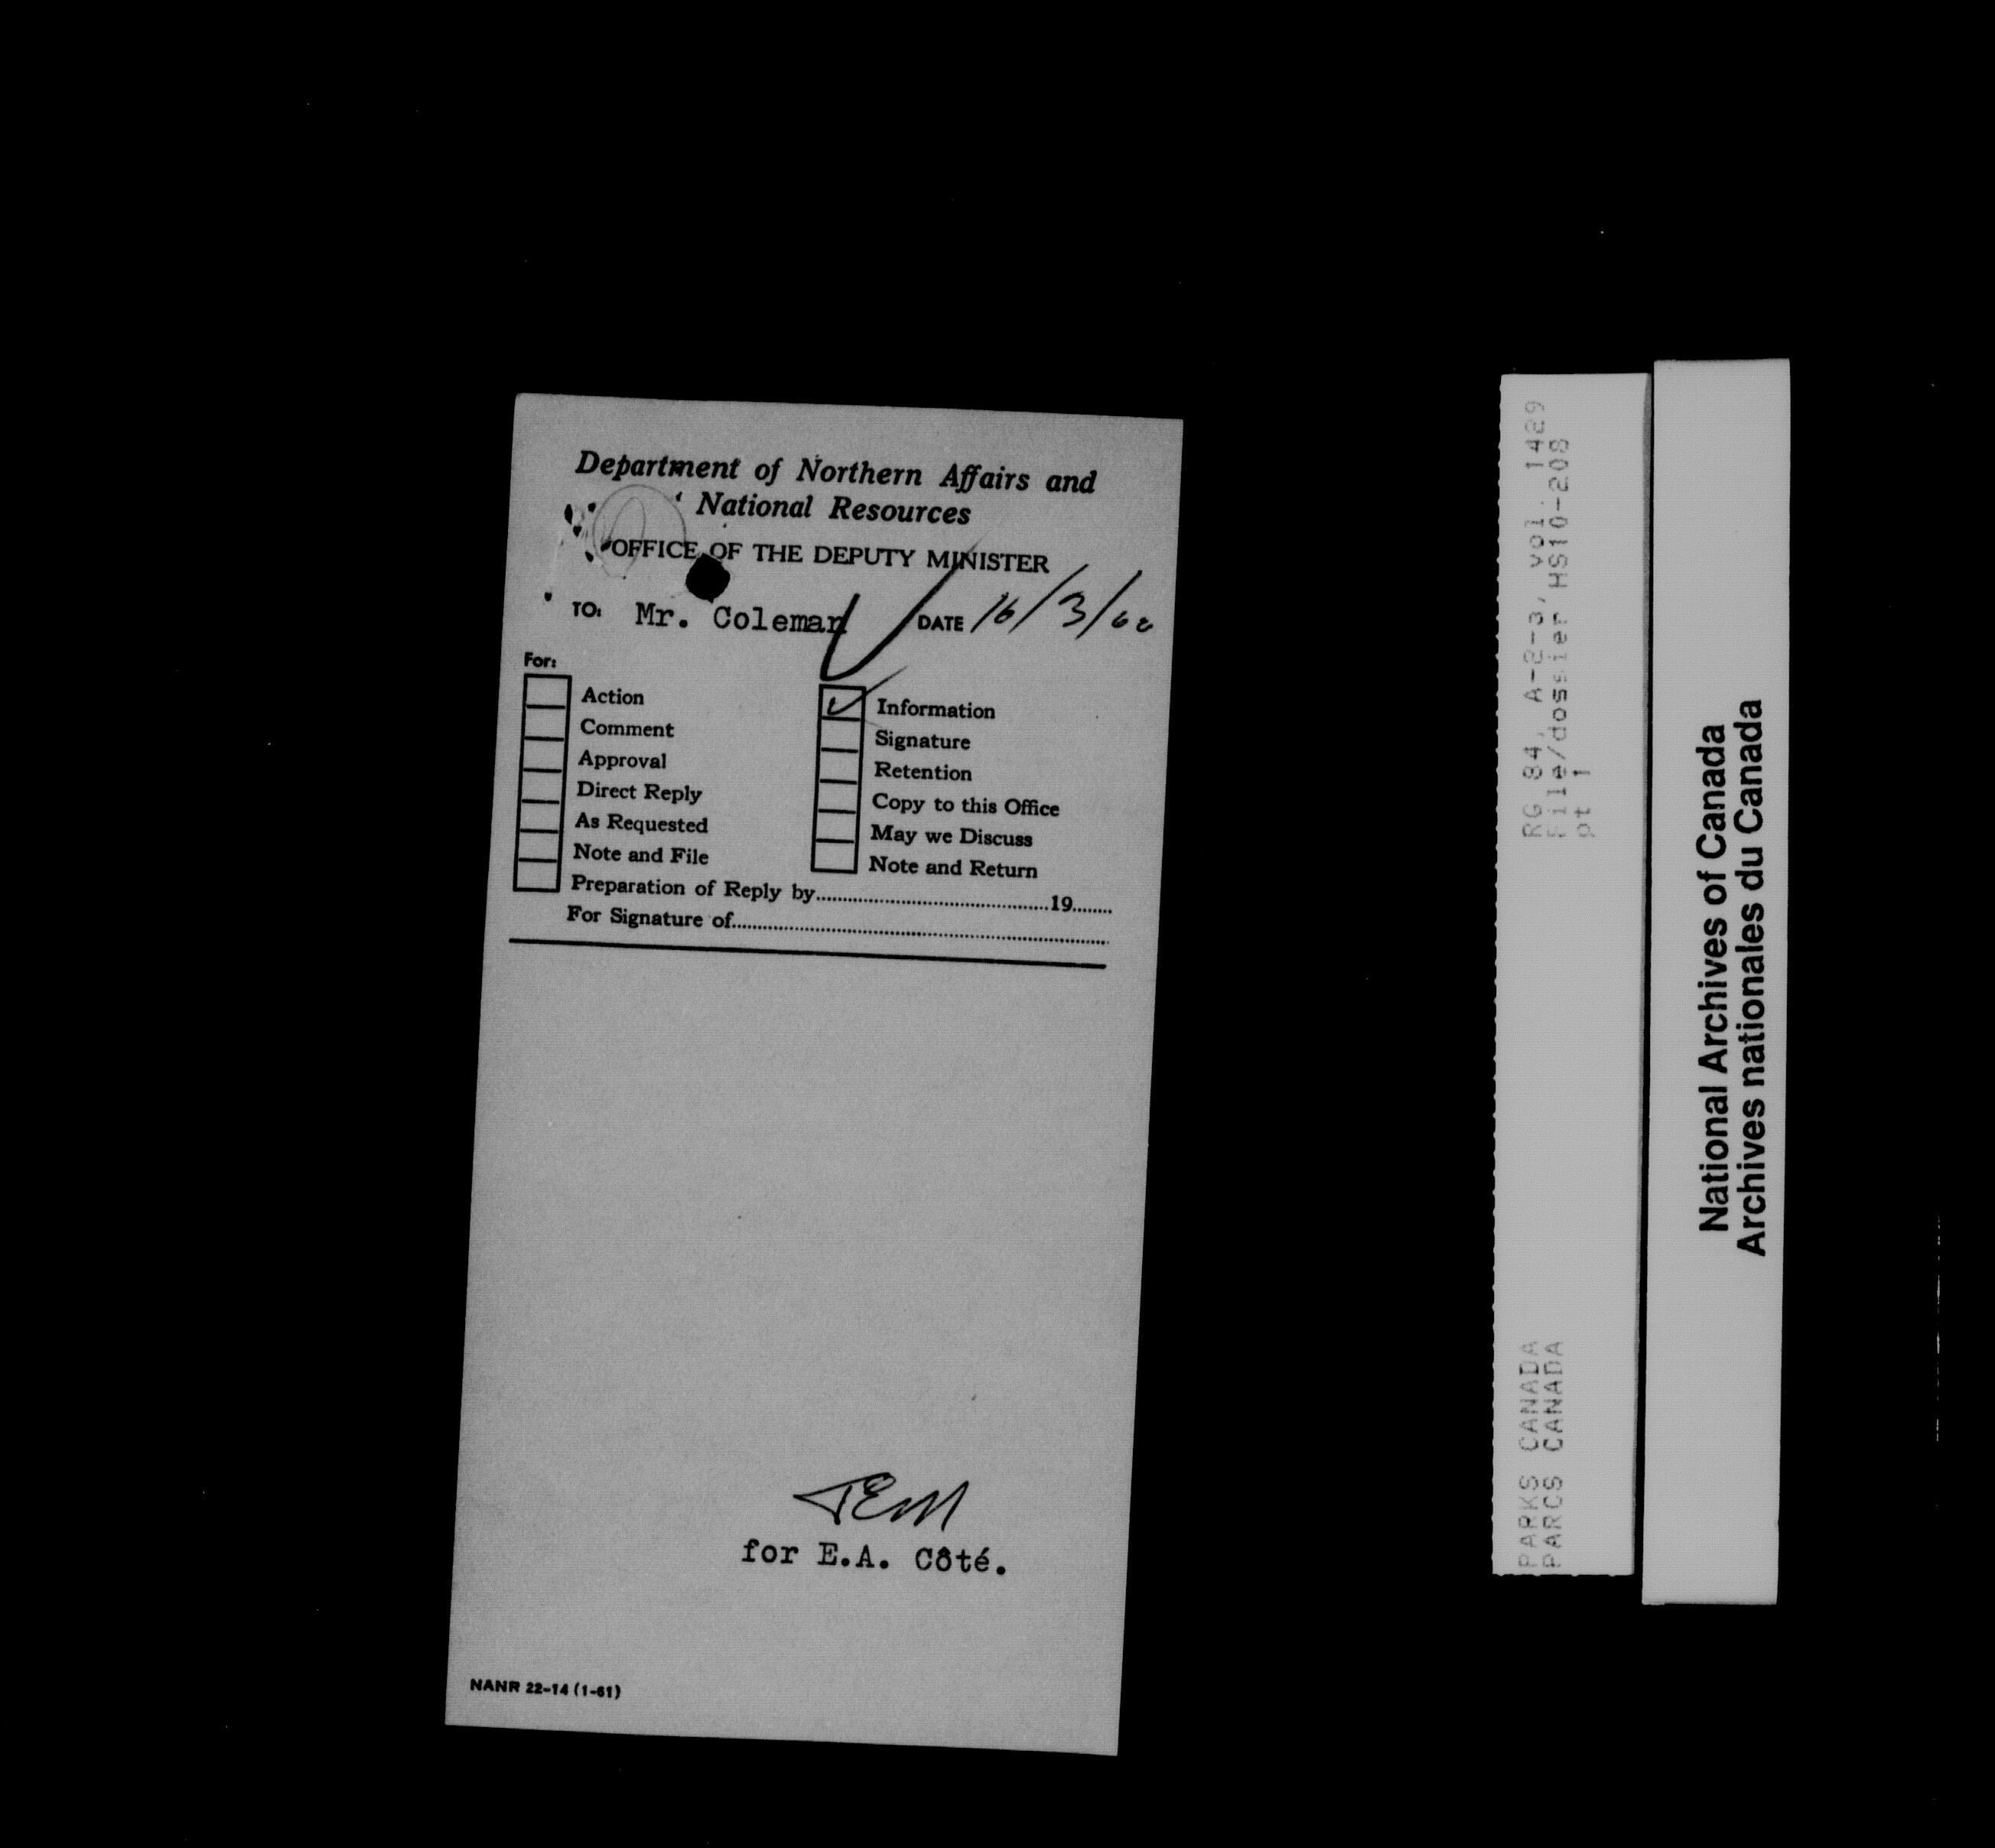 Department of Northern Affairs and
National Resources
OFFICE OF THE DEPUTY MINISTER
TO: Mr. Coleman DATE 16/3/
For:
Action
Comment
Approval
Direct Reply
As Requested
Note and File
Information
Signature
Retention
Copy to this Office
May we Discuss
Note and Return
Preparation of Reply by.......................................19........
For Signature of.................................................................
JEM
for E.A. Côté.
NANR 22-14 (1-61)
RG 84, A-2-3, vol. 1429
File/dossier HS10-208
pt 1
PARKS CANADA
PARCS CANADA
National Archives of Canada
Archives nationales du Canada